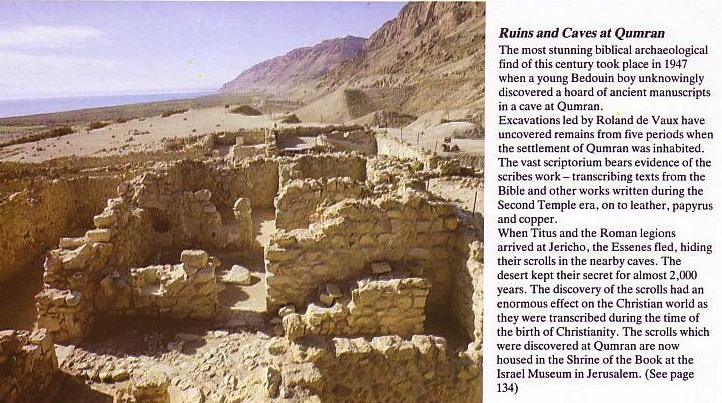 Ruins and Caves at Qumran
The most stunning biblical archaeological
find of this century took place in 1947
when a young Bedouin boy unknowingly
discovered a hoard of ancient manuscripts
in a cave at Qumran.
Excavations led by Roland de Vaux have
uncovered remains from five periods when
the settlement of Qumran was inhabited.
The vast scriptorium bears evidence of the
scribes work – transcribing texts from the
Bible and other works written during the
Second Temple era, on to leather, papyrus
and copper.
When Titus and the Roman legions
arrived at Jericho, the Essenes fled, hiding
their scrolls in the nearby caves. The
desert kept their secret for almost 2,000
years. The discovery of the scrolls had an
enormous effect on the Christian world as
they were transcribed during the time of
the birth of Christianity. The scrolls which
were discovered at Qumran are now
housed in the Shrine of the Book at the
Israel Museum in Jerusalem. (See page
134)